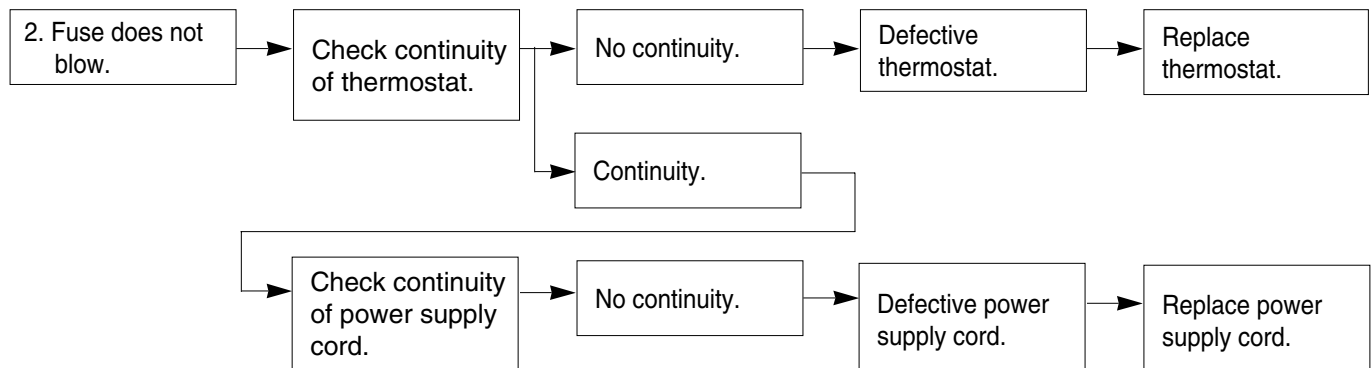 2. Fuse does not
blow.
Check continuity
of thermostat.
No continuity.
Defective
thermostat.
Replace
thermostat.
Continuity.
Check continuity
of power supply
cord.
No continuity.
Defective power
supply cord.
Replace power
supply cord.